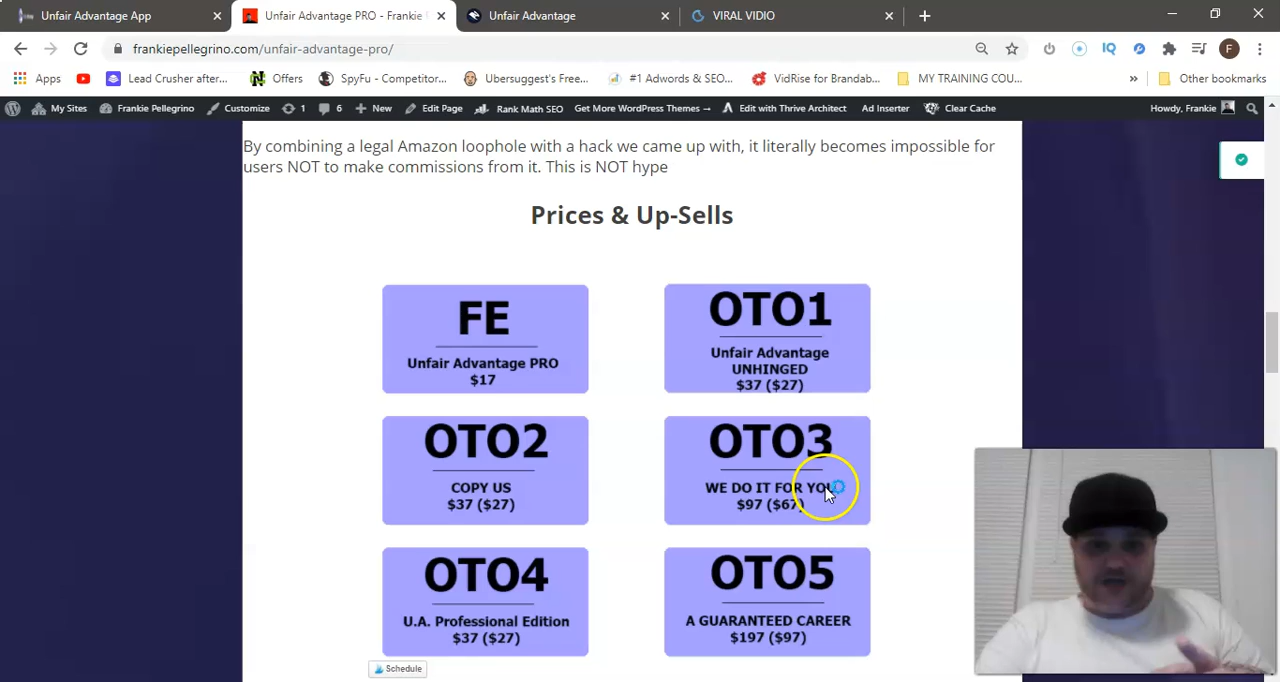 Unfair Advantage App
Unfair Advantage PRO - Frankie
Unfair Advantage
VIRAL VIDIO
frankiepellegrino.com/unfair-advantage-pro/
Apps
Lead Crusher after...
Offers
SpyFu - Competitor...
Ubersuggest's Free...
#1 Adwords & SEO...
VidRise for Brandab...
MY TRAINING COU...
Other bookmarks
My Sites
Frankie Pellegrino
Customize
1
6
New
Edit Page
Rank Math SEO
Get More WordPress Themes →
Edit with Thrive Architect
Ad Inserter
Clear Cache
Howdy, Frankie
By combining a legal Amazon loophole with a hack we came up with, it literally becomes impossible for
users NOT to make commissions from it. This is NOT hype
Prices & Up-Sells
FE
Unfair Advantage PRO
$17
OTO1
Unfair Advantage
UNHINGED
$37 ($27)
OTO2
COPY US
$37 ($27)
OTO3
WE DO IT FOR YOU
$97 ($67)
OTO4
U.A. Professional Edition
$37 ($27)
OTO5
A GUARANTEED CAREER
$197 ($97)
Schedule